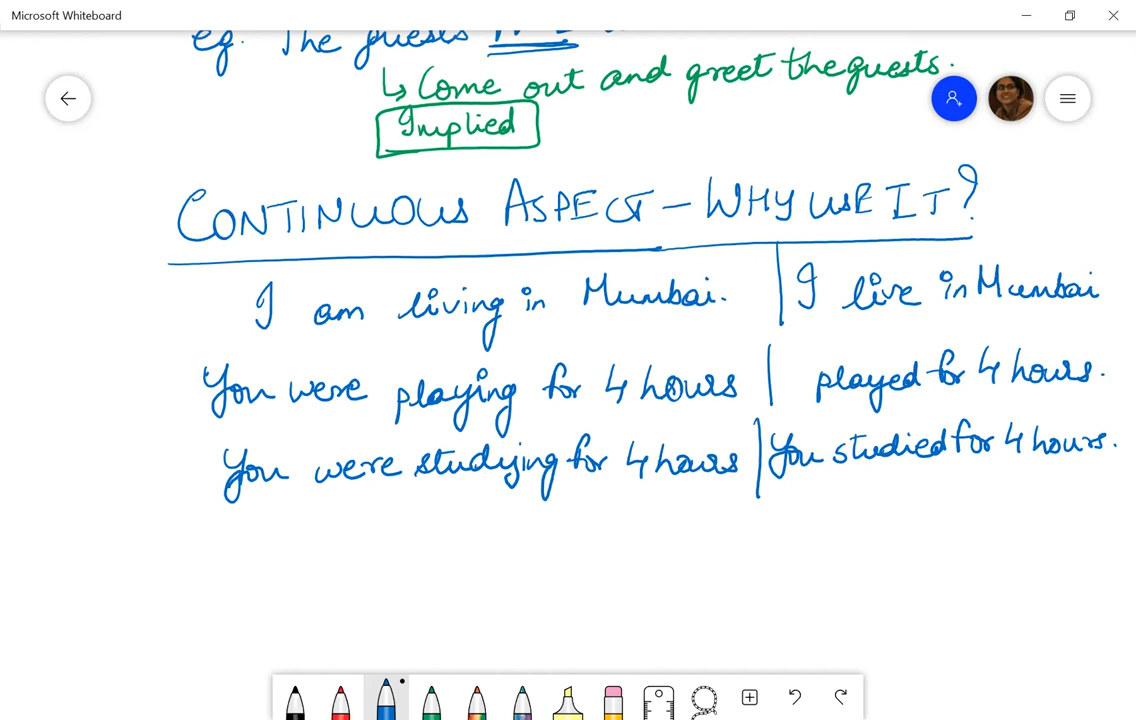 Microsoft Whiteboard
eg. The guests
↳ Come out and greet the guests.
Implied
CONTINUOUS ASPECT - WHY USE IT?
I am living in Mumbai. | I live in Mumbai
You were playing for 4 hours | played for 4 hours.
You were studying for 4 hours | You studied for 4 hours.